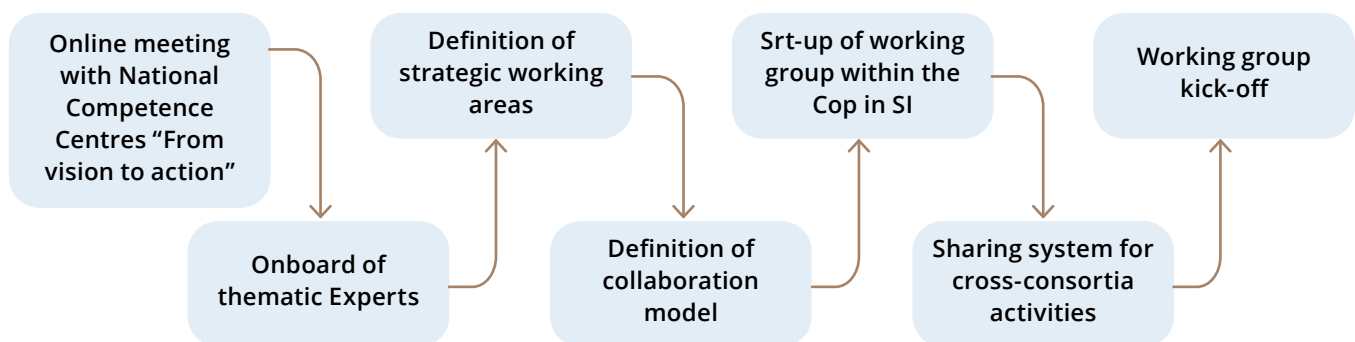 Online meeting
with National
Competence
Centres “From
vision to action”
Onboard of
thematic Experts
Definition of
strategic working
areas
Definition of
collaboration
model
Srt-up of working
group within the
Cop in SI
Sharing system for
cross-consortia
activities
Working group
kick-off